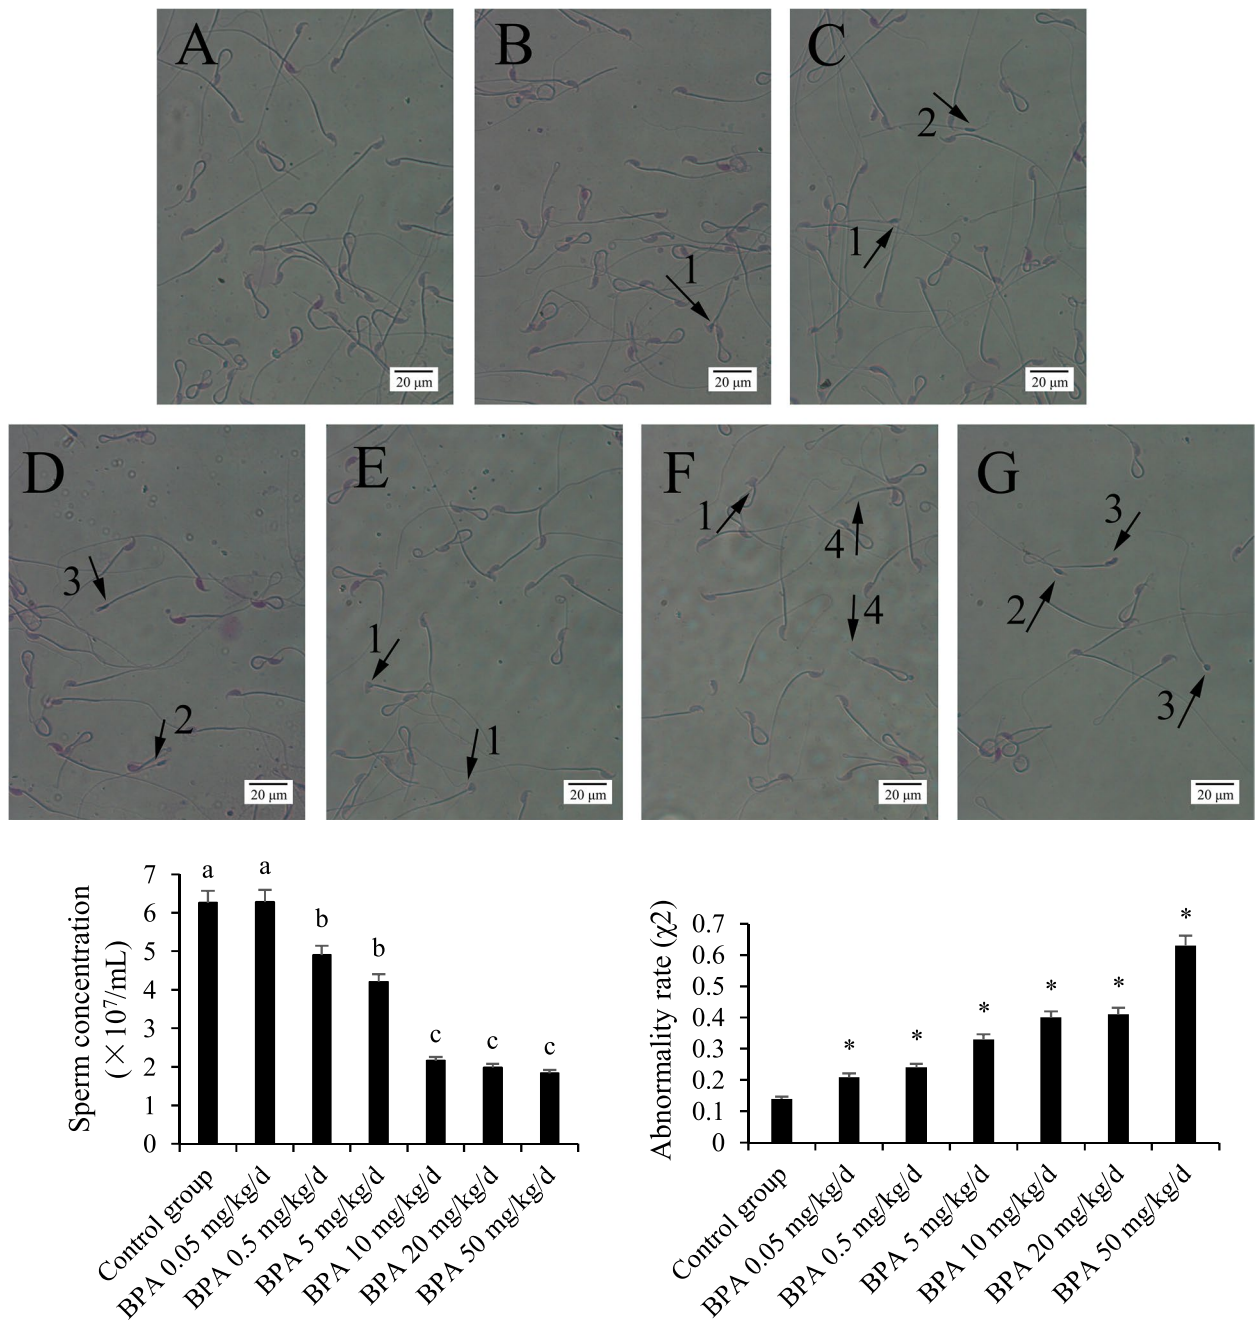 A
B
C
2
1
1
20 μm
20 μm
20 μm
D
E
F
G
3
2
1
1
1
4
4
3
2
3
20 μm
20 μm
20 μm
20 μm
Sperm concentration
(×10⁷/mL)
7
6
5
4
3
2
1
0
a
a
b
b
c
c
c
Control group
BPA 0.05 mg/kg/d
BPA 0.5 mg/kg/d
BPA 5 mg/kg/d
BPA 10 mg/kg/d
BPA 20 mg/kg/d
BPA 50 mg/kg/d
Abnormality rate (χ2)
0.7
0.6
0.5
0.4
0.3
0.2
0.1
0
*
*
*
*
*
*
Control group
BPA 0.05 mg/kg/d
BPA 0.5 mg/kg/d
BPA 5 mg/kg/d
BPA 10 mg/kg/d
BPA 20 mg/kg/d
BPA 50 mg/kg/d